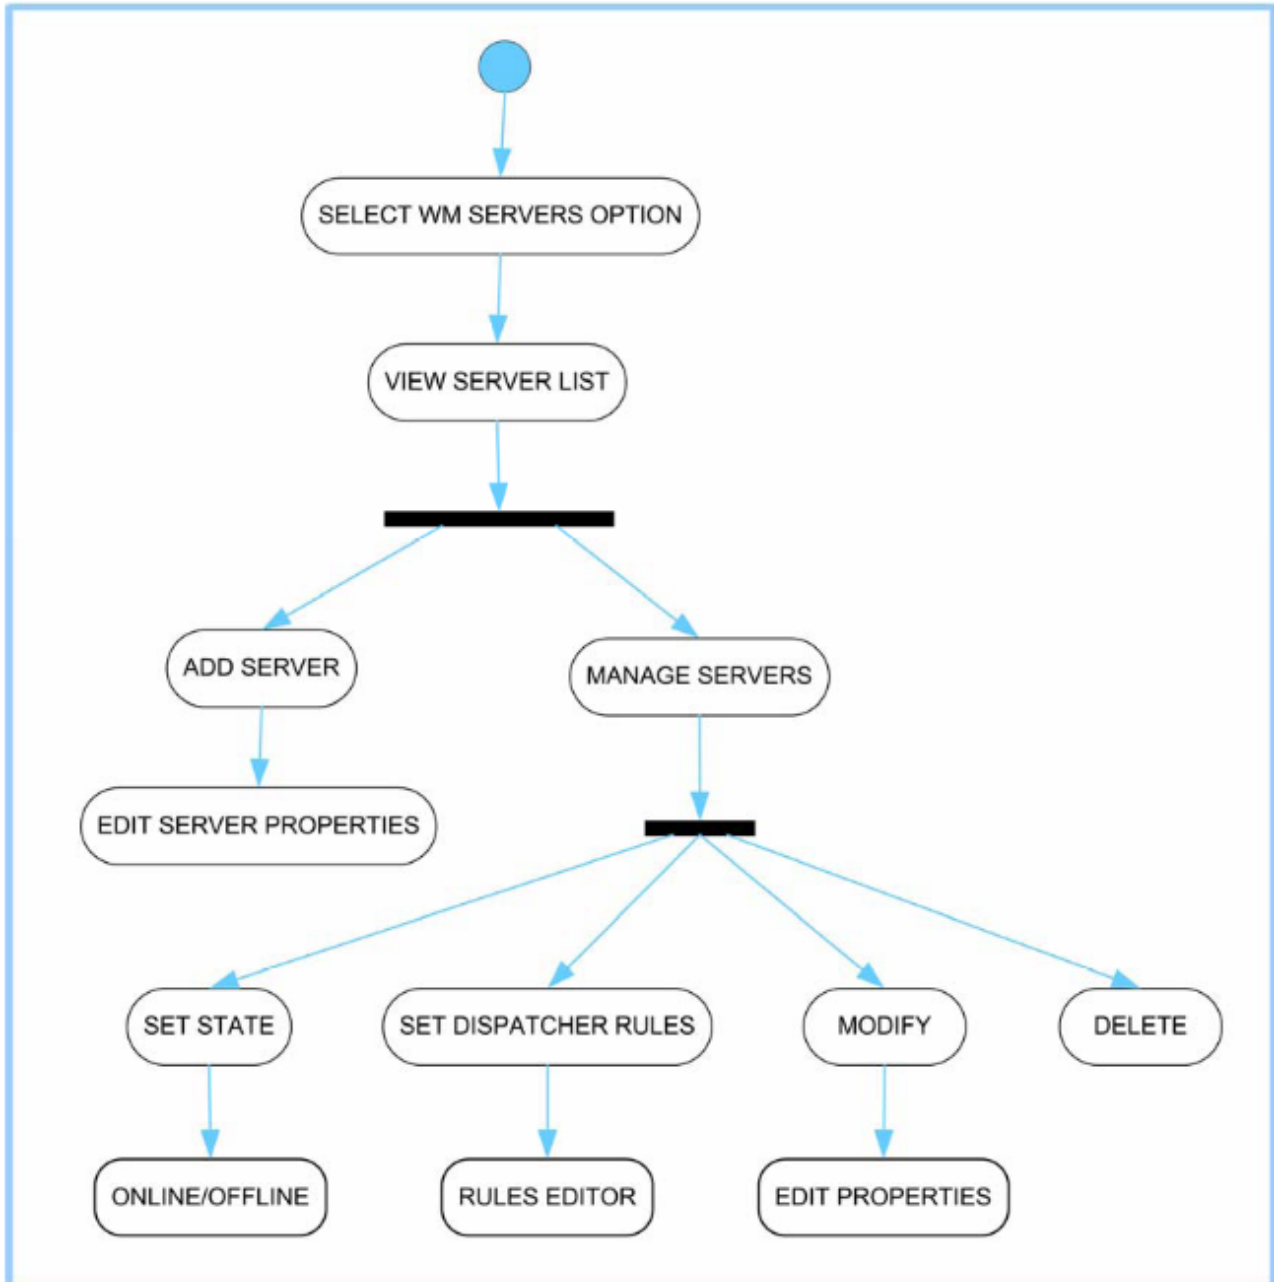 SELECT WM SERVERS OPTION
VIEW SERVER LIST
ADD SERVER
MANAGE SERVERS
EDIT SERVER PROPERTIES
SET STATE
SET DISPATCHER RULES
MODIFY
DELETE
ONLINE/OFFLINE
RULES EDITOR
EDIT PROPERTIES